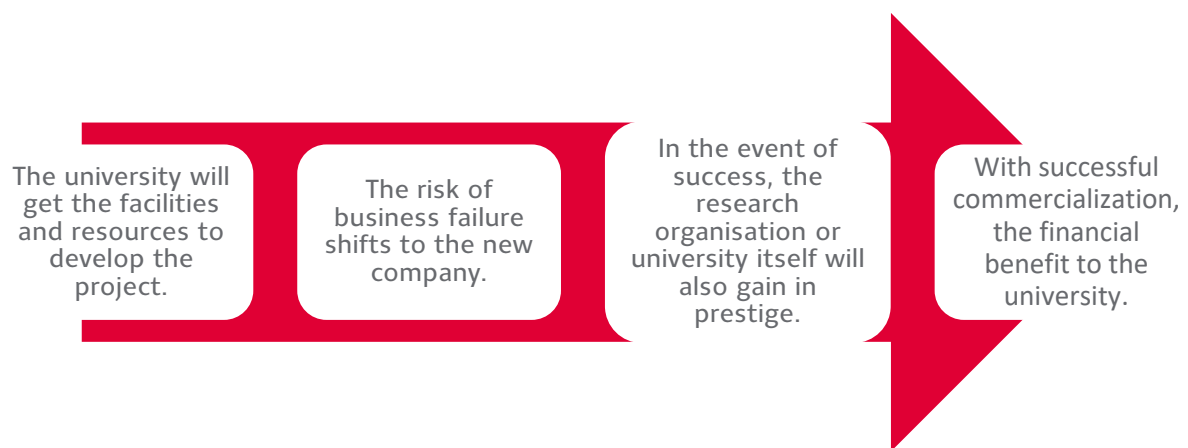 The university will
get the facilities
and resources to
develop the
project.
The risk of
business failure
shifts to the new
company.
In the event of
success, the
research
organisation or
university itself will
also gain in
prestige.
With successful
commercialization,
the financial
benefit to the
university.